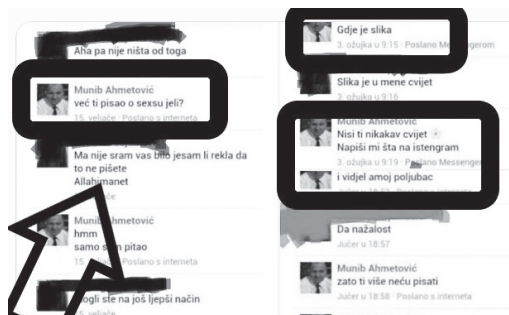 Aha pa nije ništa od toga
Munib Ahmetović
već ti pisao o sexsu jeli?
15. veljače · Poslano s interneta
Ma nije sram vas bilo jesam li rekla da
to ne pišete
Allahimanet
Munib Ahmetović
hmm
samo sam pitao
15. Poslano s interneta
Mogli ste na još ljepši način
15. veljače
Gdje je slika
3. ožujka u 9:15 · Poslano Messengerom
Slika je u mene cvijet
3. ožujka u 9:16
Munib Ahmetović
Nisi ti nikakav cvijet
Napiši mi šta na istengram
3. ožujka u 9:19 · Poslano Messenger
i vidjel amoj poljubac
Da nažalost
Jučer u 18:57
Munib Ahmetović
zato ti više neću pisati
Jučer u 18:58 · Poslano s interneta